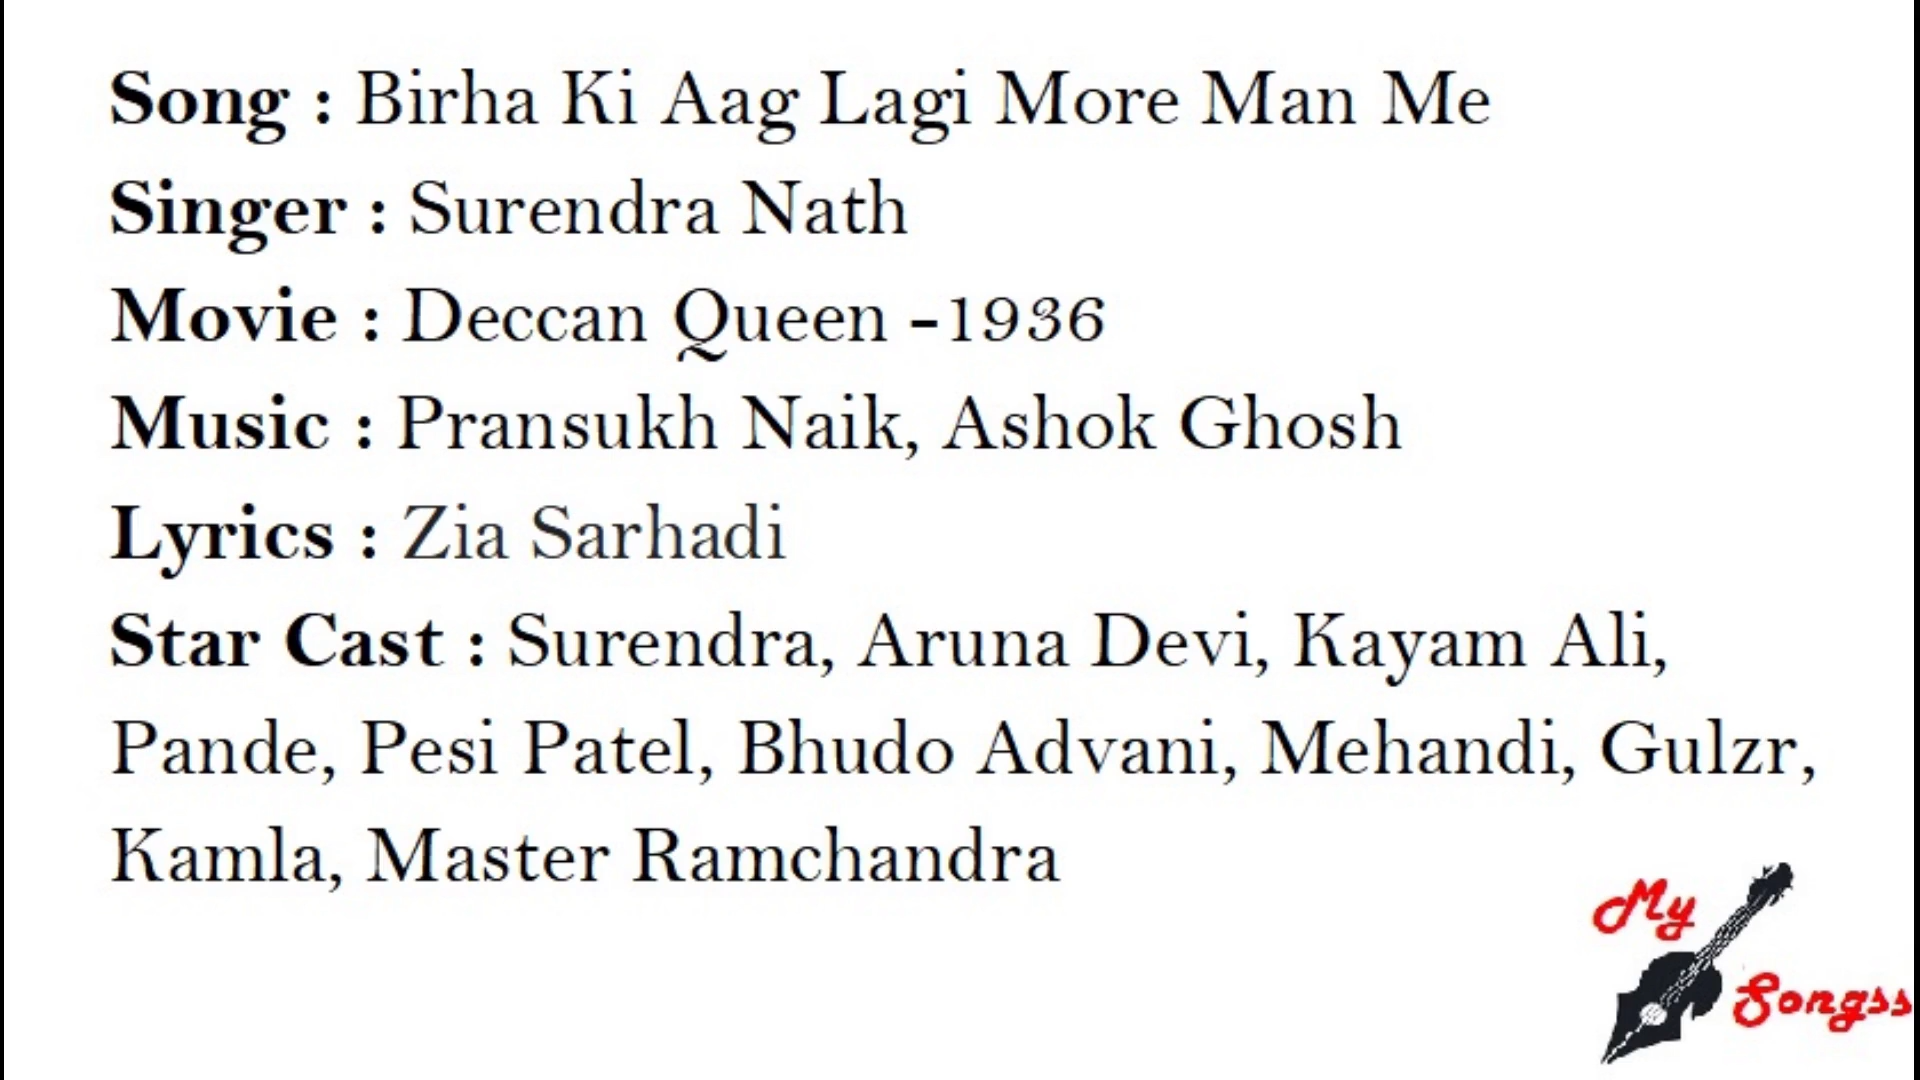 Song : Birha Ki Aag Lagi More Man Me
Singer : Surendra Nath
Movie : Deccan Queen -1936
Music : Pransukh Naik, Ashok Ghosh
Lyrics : Zia Sarhadi
Star Cast : Surendra, Aruna Devi, Kayam Ali,
Pande, Pesi Patel, Bhudo Advani, Mehandi, Gulzr,
Kamla, Master Ramchandra
My
Songss